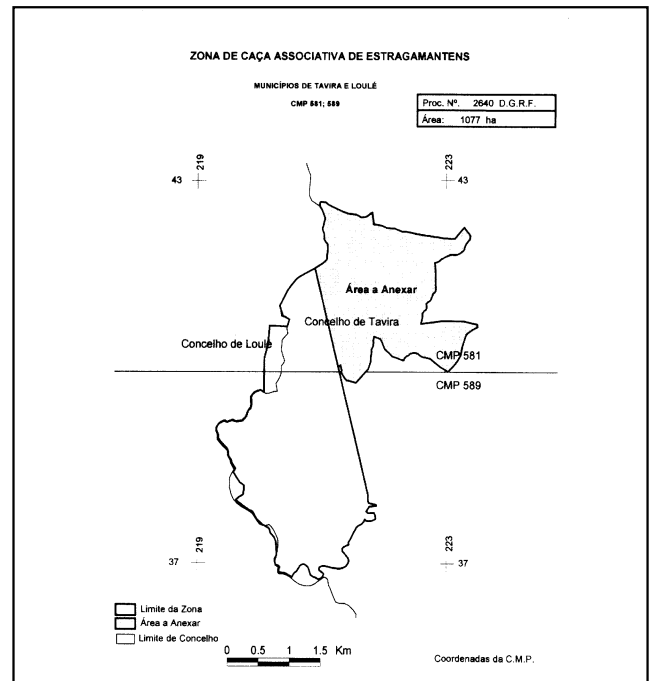 ZONA DE CAÇA ASSOCIATIVA DE ESTRAGAMANTENS
MUNICÍPIOS DE TAVIRA E LOULÉ
CMP 581; 589
Proc. Nº. 2640 D.G.R.F.
Área: 1077 ha
219
223
43
43
Área a Anexar
Concelho de Tavira
Concelho de Loulé
CMP 581
CMP 589
219
223
37
37
Limite da Zona
Área a Anexar
Limite de Concelho
0 0.5 1 1.5 Km
Coordenadas da C.M.P.